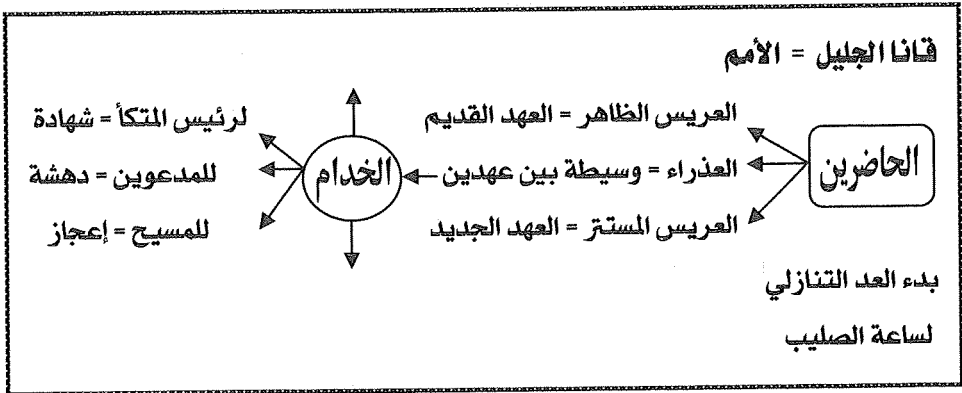 قانا الجليل = الأمم
العريس الظاهر = العهد القديم
لرئيس المتكأ = شهادة
الحاضرين
العذراء = وسيطة بين عهدين
الخدام
للمدعوين = دهشة
العريس المستتر = العهد الجديد
للمسيح = إعجاز
بدء العد التنازلي
لساعة الصليب